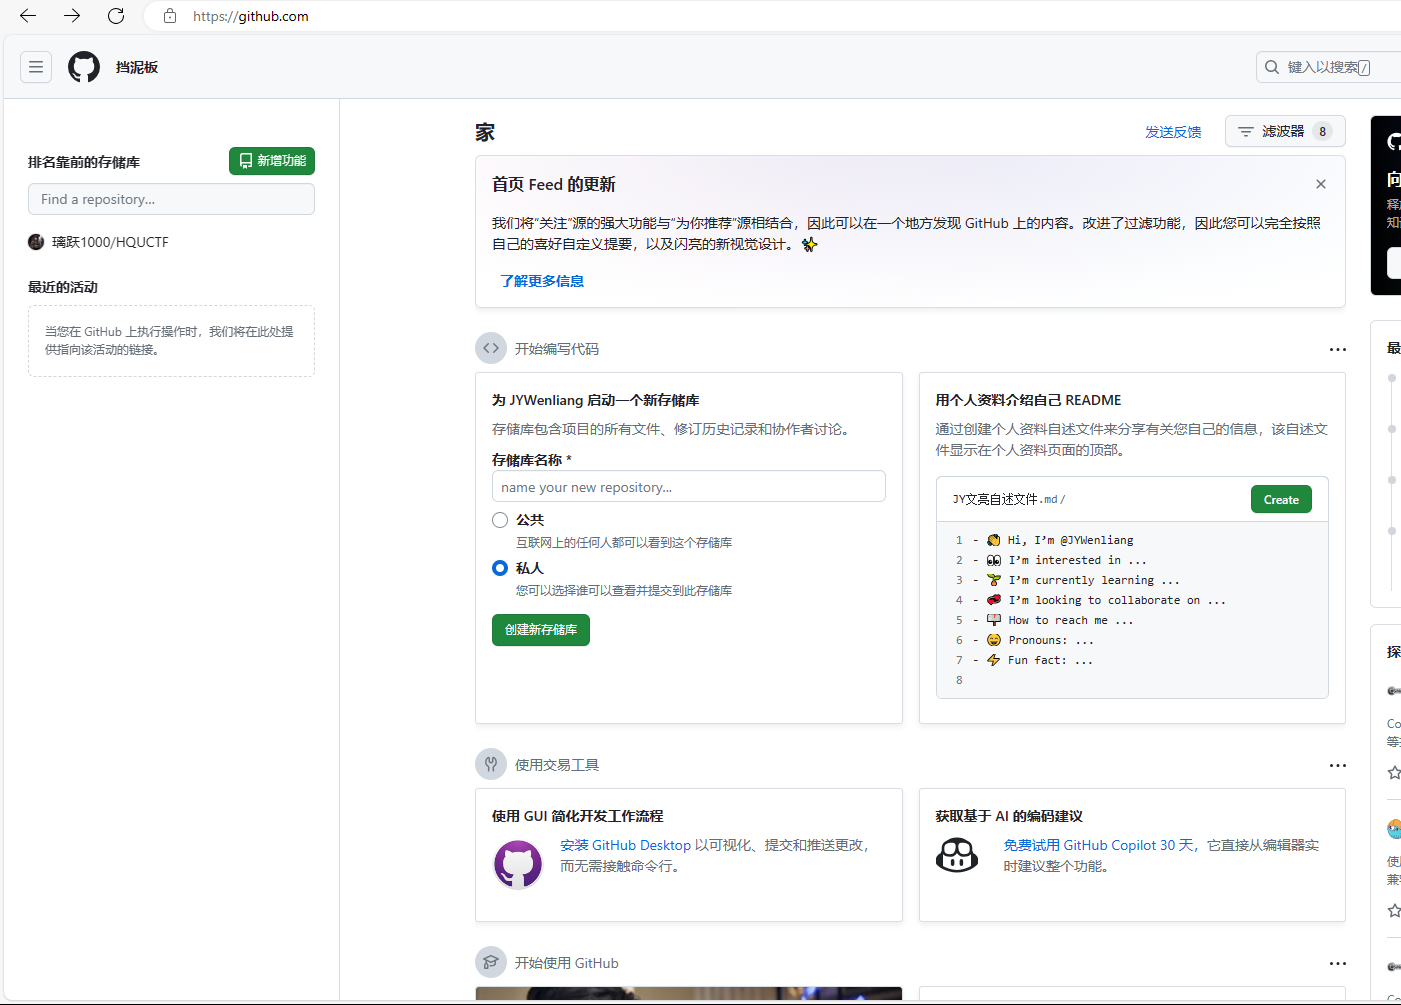 https://github.com
挡泥板
键入以搜索/
排名靠前的存储库
新增功能
Find a repository...
璃跃1000/HQUCTF
最近的活动
当您在 GitHub 上执行操作时，我们将在此处提
供指向该活动的链接。
家
发送反馈
滤波器 8
首页 Feed 的更新
我们将“关注”源的强大功能与“为你推荐”源相结合，因此可以在一个地方发现 GitHub 上的内容。改进了过滤功能，因此您可以完全按照
自己的喜好自定义提要，以及闪亮的新视觉设计。✨
了解更多信息
开始编写代码
为 JYWenliang 启动一个新存储库
存储库包含项目的所有文件、修订历史记录和协作者讨论。
存储库名称 *
name your new repository...
公共
互联网上的任何人都可以看到这个存储库
私人
您可以选择谁可以查看并提交到此存储库
创建新存储库
用个人资料介绍自己 README
通过创建个人资料自述文件来分享有关您自己的信息，该自述文
件显示在个人资料页面的顶部。
JY文亮自述文件.md/
Create
1 - 👋 Hi, I’m @JYWenliang
2 - 👀 I’m interested in ...
3 - 🌱 I’m currently learning ...
4 - 💞️ I’m looking to collaborate on ...
5 - 📫 How to reach me ...
6 - 😄 Pronouns: ...
7 - ⚡ Fun fact: ...
8
使用交易工具
使用 GUI 简化开发工作流程
安装 GitHub Desktop 以可视化、提交和推送更改，
而无需接触命令行。
获取基于 AI 的编码建议
免费试用 GitHub Copilot 30 天，它直接从编辑器实
时建议整个功能。
开始使用 GitHub
向
释
知
最
探
Co
等
使
兼